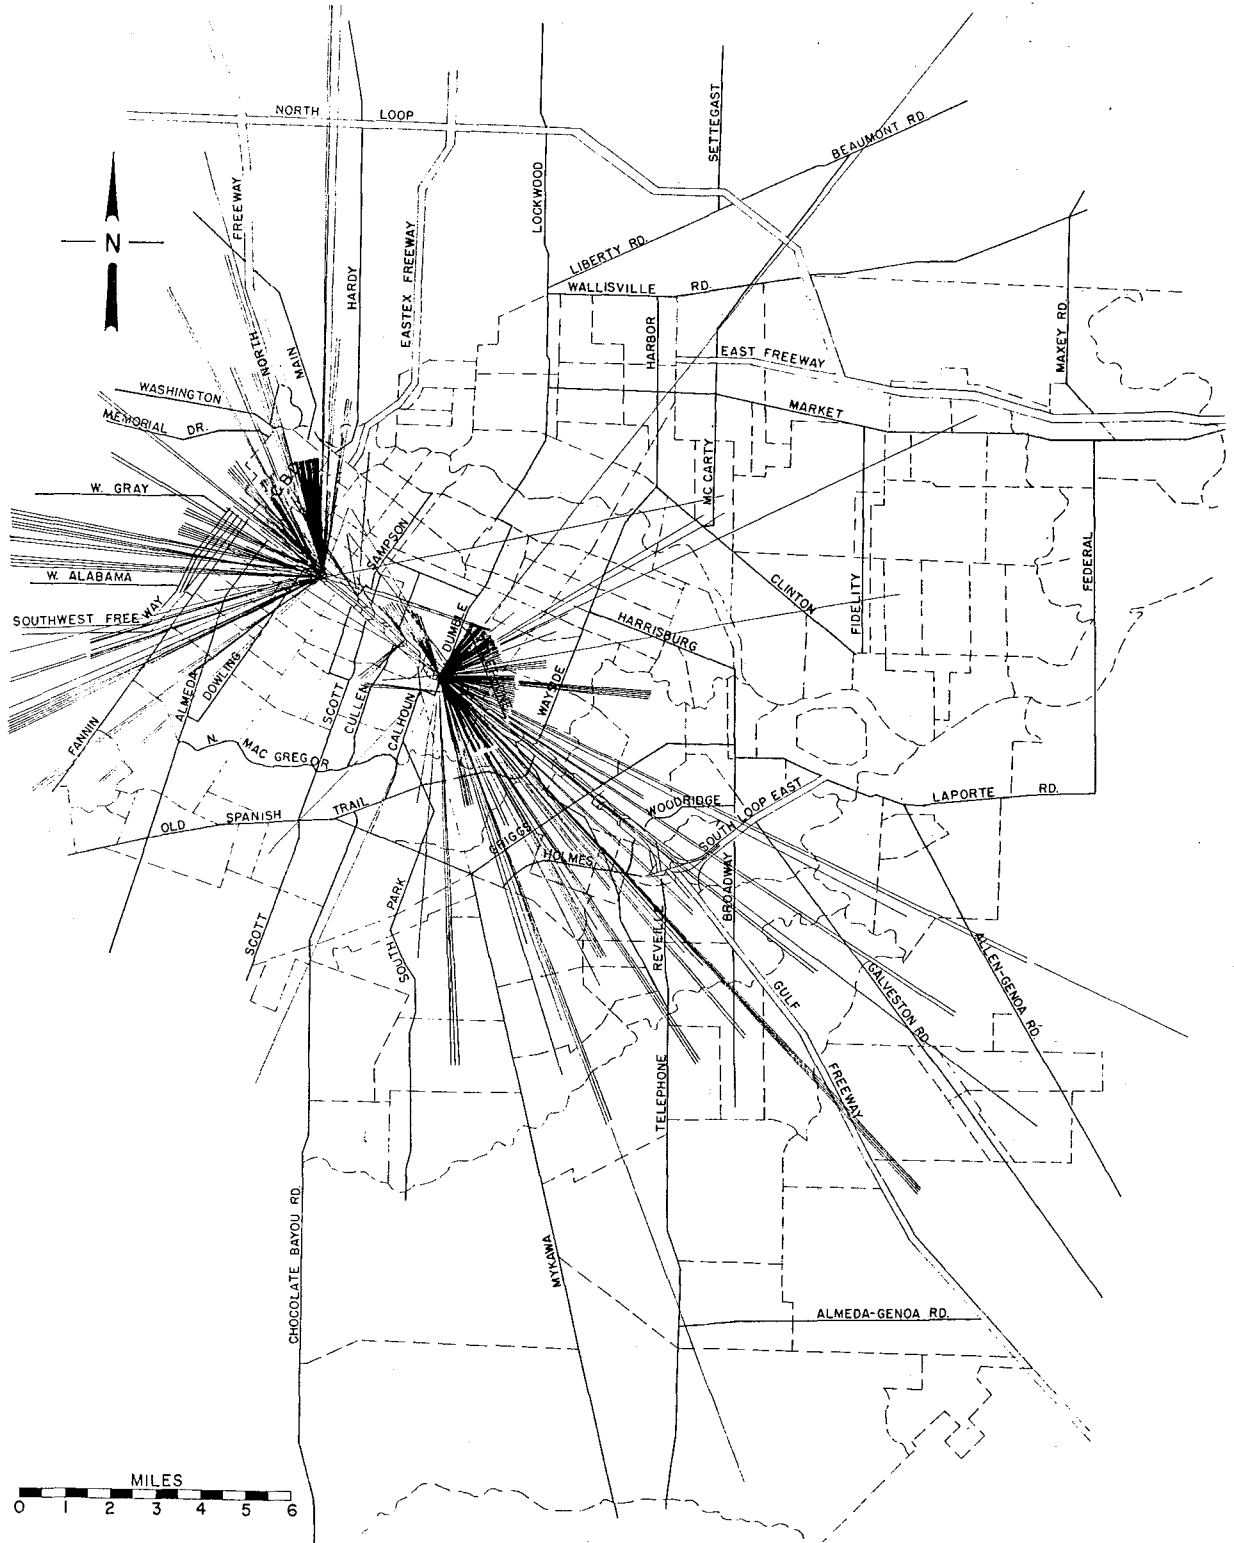 NORTH LOOP
SETTEGAST
BEAUMONT RD.
FREEWAY
N
LOCKWOOD
LIBERTY RD.
EASTEX FREEWAY
HARDY
WALLISVILLE RD.
NORTH
MAIN
HARBOR
EAST FREEWAY
MAXEY RD.
WASHINGTON
MARKET
MEMORIAL DR.
C.B.D.
W. GRAY
MC CARTY
SAMPSON
W. ALABAMA
CLINTON
FIDELITY
FEDERAL
SOUTHWEST FREEWAY
DUMBLE
HARRISBURG
DOWLING
ALMEDA
SCOTT
CULLEN
CALHOUN
WAYSIDE
FANNIN
N. MAC GREGOR
OLD SPANISH TRAIL
WOODRIDGE
SOUTH LOOP EAST
LAPORTE RD.
GRIGGS
HOLMES
BROADWAY
SCOTT
SOUTH PARK
REVEILLE
GULF FREEWAY
GALVESTON RD.
ALLEN-GENOA RD.
TELEPHONE
CHOCOLATE BAYOU RD.
MYKAWA
ALMEDA-GENOA RD.
MILES
0 1 2 3 4 5 6